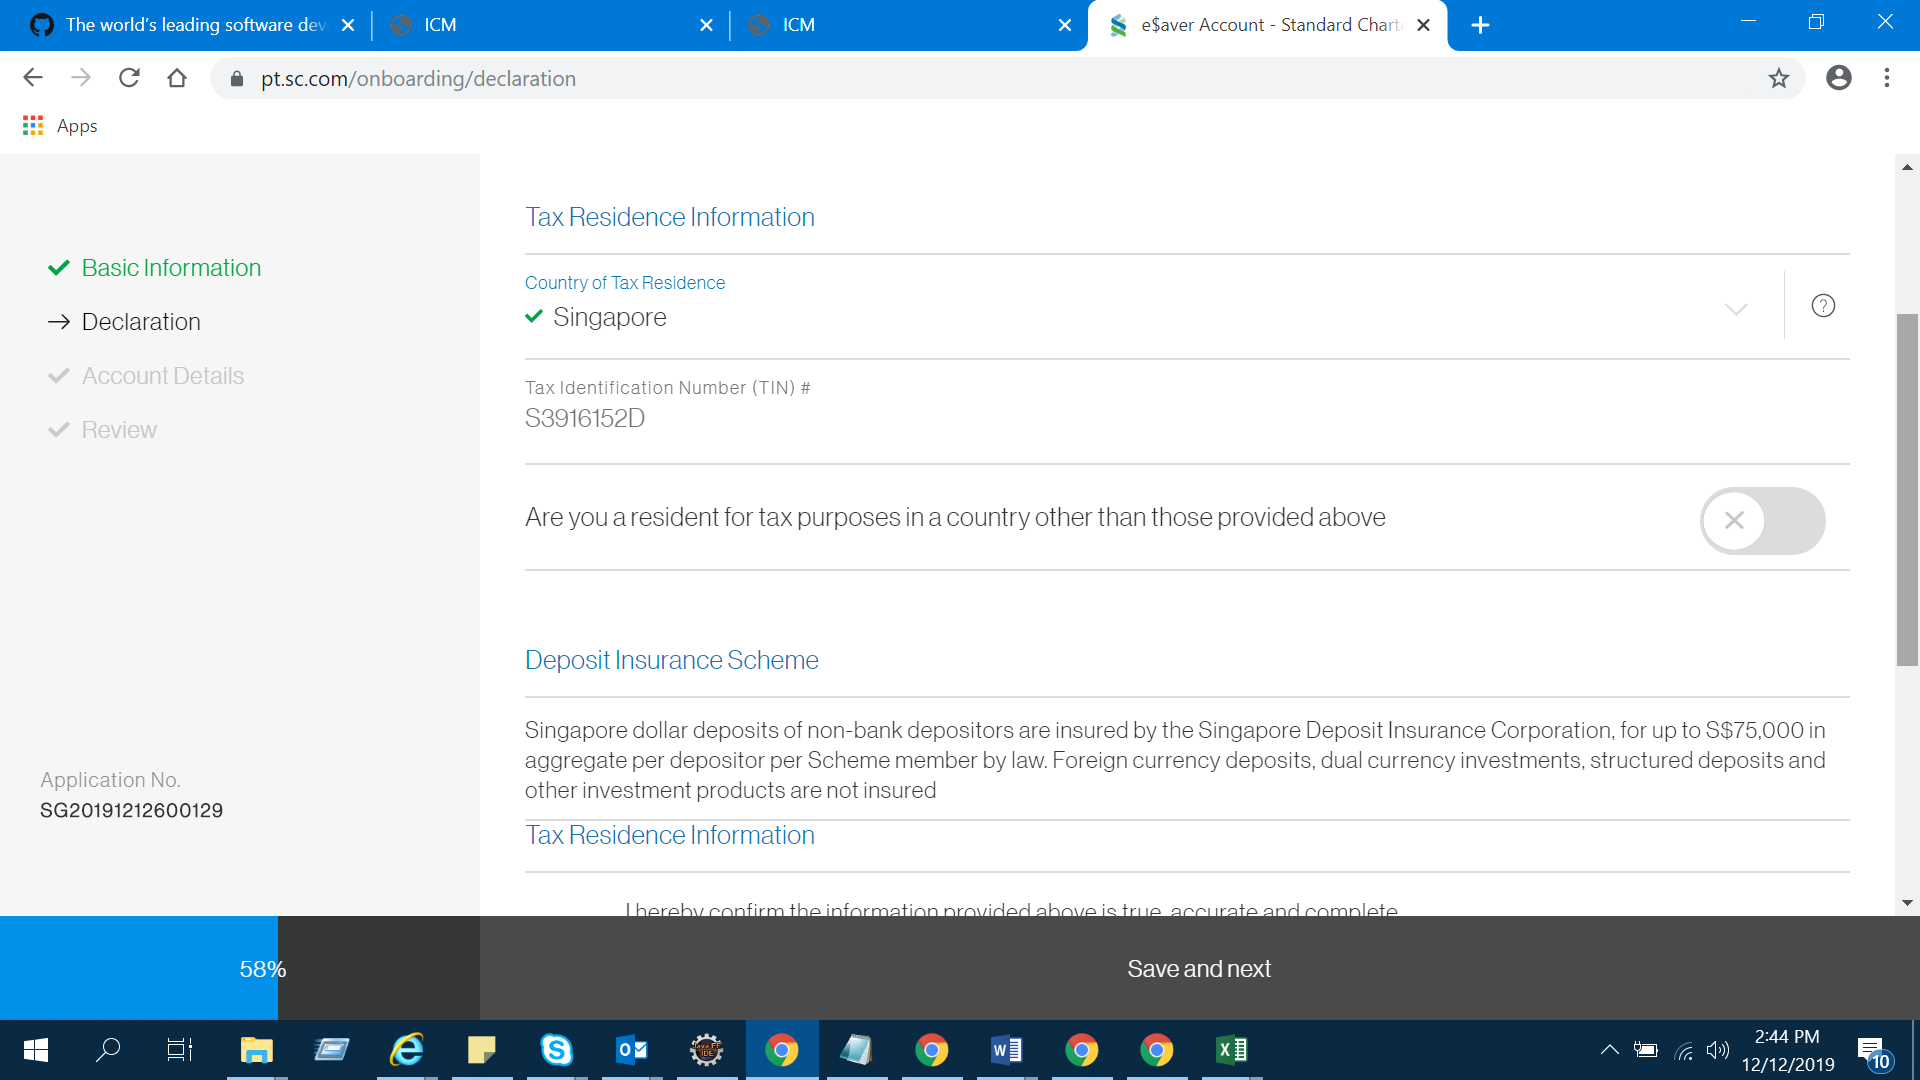 The world's leading software dev
ICM
ICM
e$aver Account - Standard Chart
pt.sc.com/onboarding/declaration
Apps
Basic Information
Declaration
Account Details
Review
Application No.
SG20191212600129
Tax Residence Information
Country of Tax Residence
Singapore
Tax Identification Number (TIN) #
S3916152D
Are you a resident for tax purposes in a country other than those provided above
Deposit Insurance Scheme
Singapore dollar deposits of non-bank depositors are insured by the Singapore Deposit Insurance Corporation, for up to S$75,000 in
aggregate per depositor per Scheme member by law. Foreign currency deposits, dual currency investments, structured deposits and
other investment products are not insured
Tax Residence Information
I hereby confirm the information provided above is true, accurate and complete
58%
Save and next
2:44 PM
12/12/2019
10